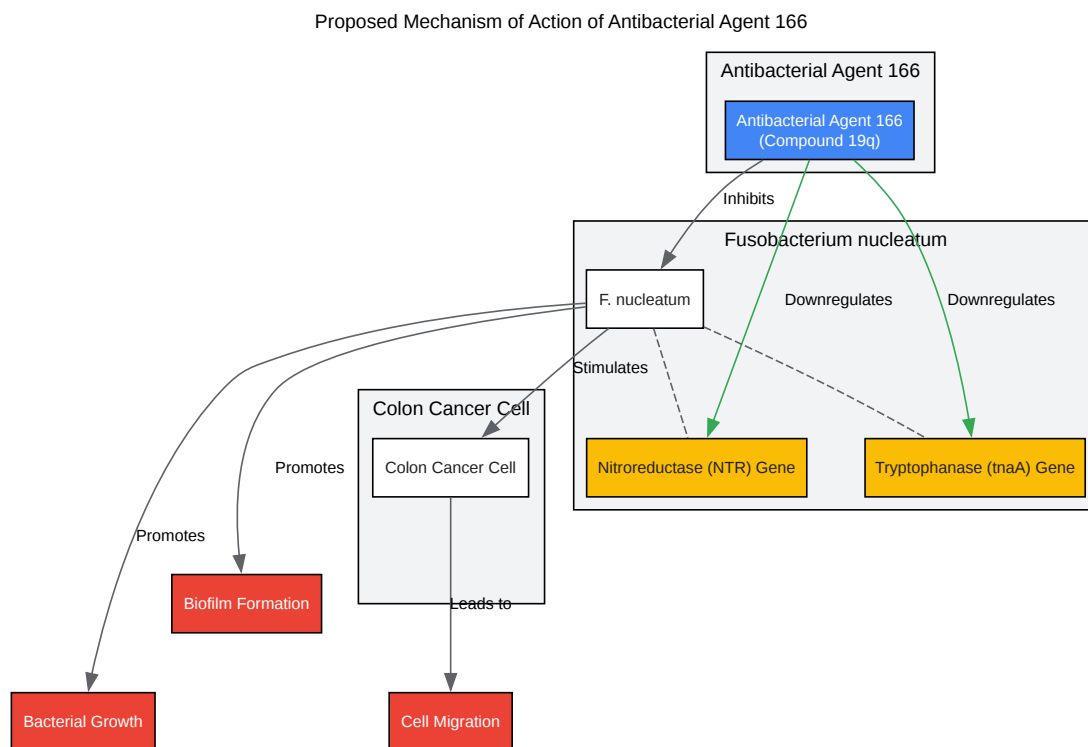 Proposed Mechanism of Action of Antibacterial Agent 166
Antibacterial Agent 166
Antibacterial Agent 166
(Compound 19q)
Inhibits
Fusobacterium nucleatum
F. nucleatum
Downregulates
Downregulates
Stimulates
Colon Cancer Cell
Colon Cancer Cell
Nitroreductase (NTR) Gene
Tryptophanase (tnaA) Gene
Promotes
Promotes
Biofilm Formation
Leads to
Bacterial Growth
Cell Migration